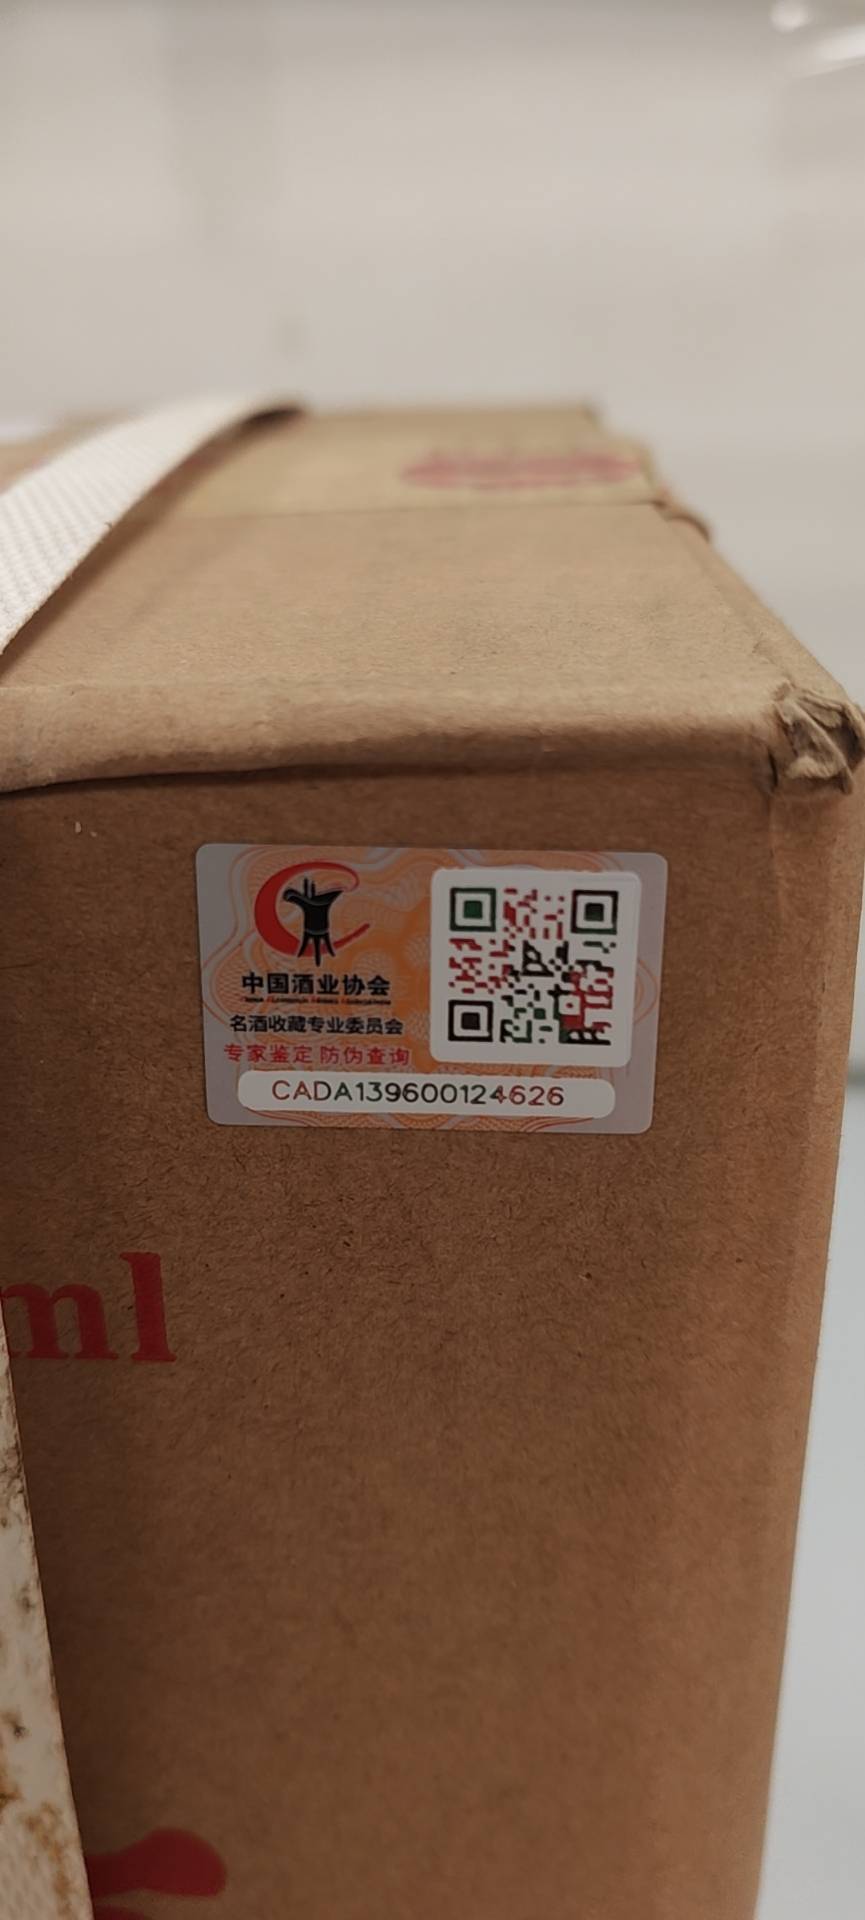 中国酒业协会
名酒收藏专业委员会
专家鉴定 防伪查询
CADA139600124626
ml